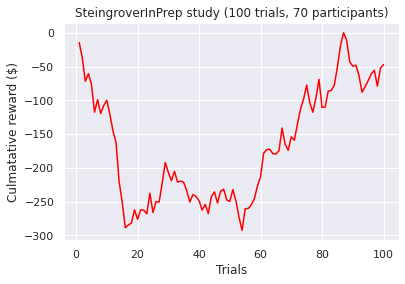 SteingroverInPrep study (100 trials, 70 participants)
0
−50
−100
−150
−200
−250
−300
Culmatative reward ($)
0 20 40 60 80 100
Trials